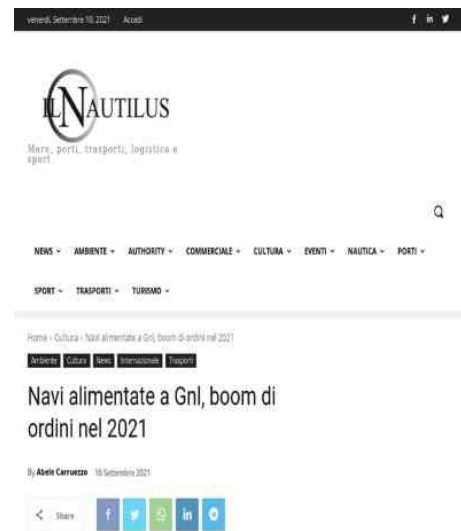 venerdì, Settembre 10, 2021 Accedi
IL NAUTILUS
Mare, porti, trasporti, logistica e
sport
NEWS AMBIENTE AUTHORITY COMMERCIALE CULTURA EVENTI NAUTICA PORTI
SPORT TRASPORTI TURISMO
Home › Cultura › Navi alimentate a Gnl, boom di ordini nel 2021
Ambiente Cultura News Internazionale Trasporti
Navi alimentate a Gnl, boom di
ordini nel 2021
By Abele Carruezzo 10 Settembre 2021
Share